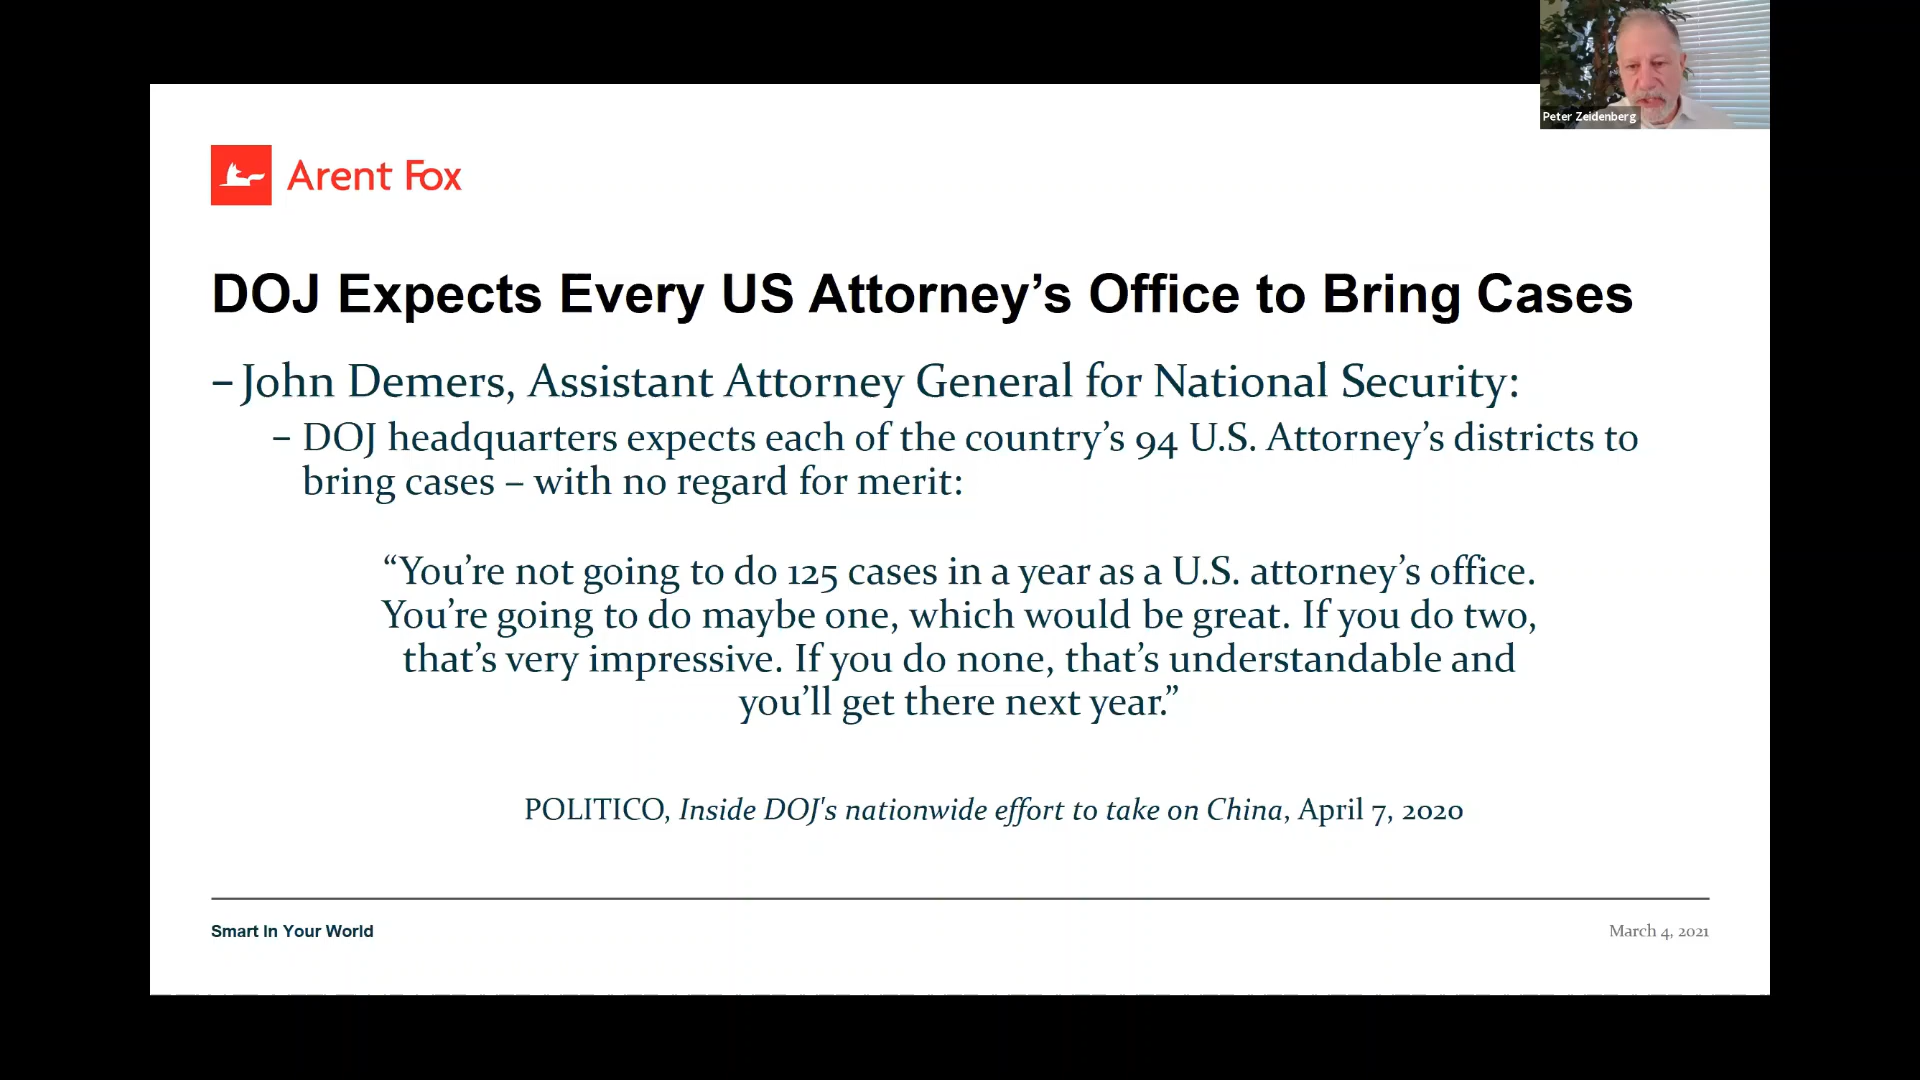 Peter Zeidenberg
Arent Fox
DOJ Expects Every US Attorney’s Office to Bring Cases
– John Demers, Assistant Attorney General for National Security:
– DOJ headquarters expects each of the country’s 94 U.S. Attorney’s districts to
bring cases – with no regard for merit:
“You’re not going to do 125 cases in a year as a U.S. attorney’s office.
You’re going to do maybe one, which would be great. If you do two,
that’s very impressive. If you do none, that’s understandable and
you’ll get there next year.”
POLITICO, Inside DOJ's nationwide effort to take on China, April 7, 2020
Smart In Your World
March 4, 2021